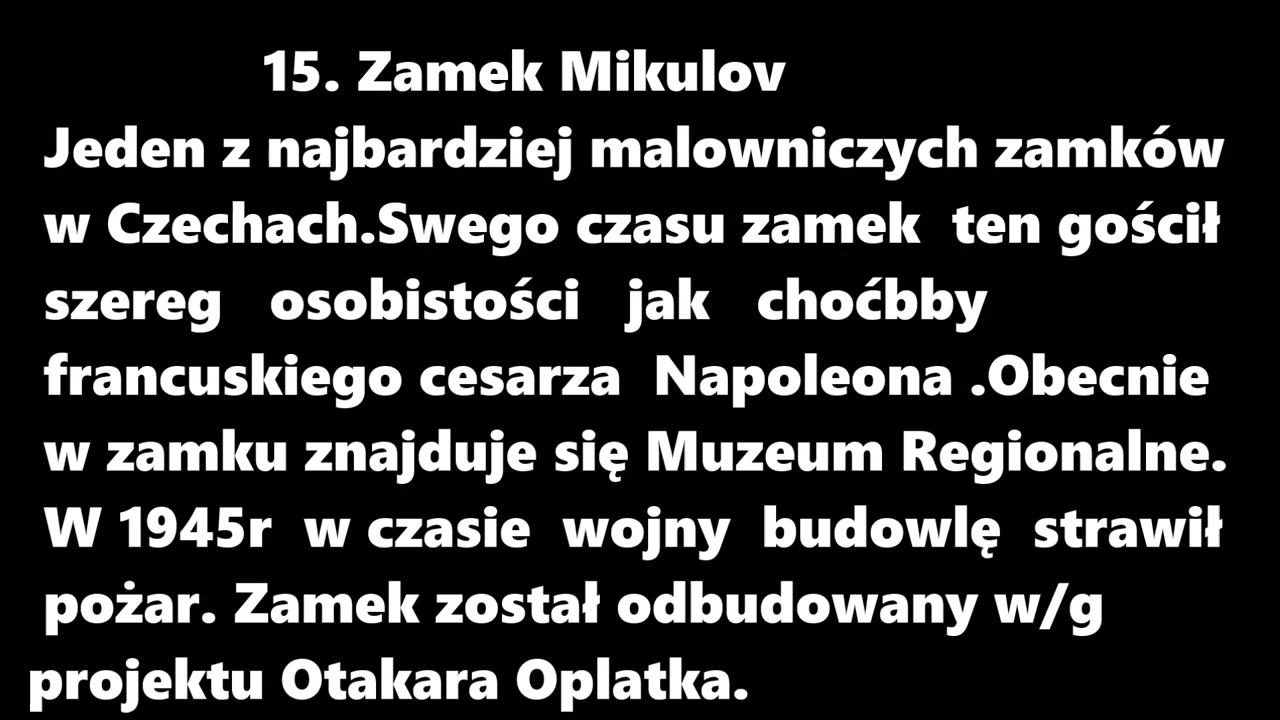 15. Zamek Mikulov
Jeden z najbardziej malowniczych zamków
w Czechach.Swego czasu zamek ten gościł
szereg osobistości jak choćbby
francuskiego cesarza Napoleona .Obecnie
w zamku znajduje się Muzeum Regionalne.
W 1945r w czasie wojny budowlę strawił
pożar. Zamek został odbudowany w/g
projektu Otakara Oplatka.